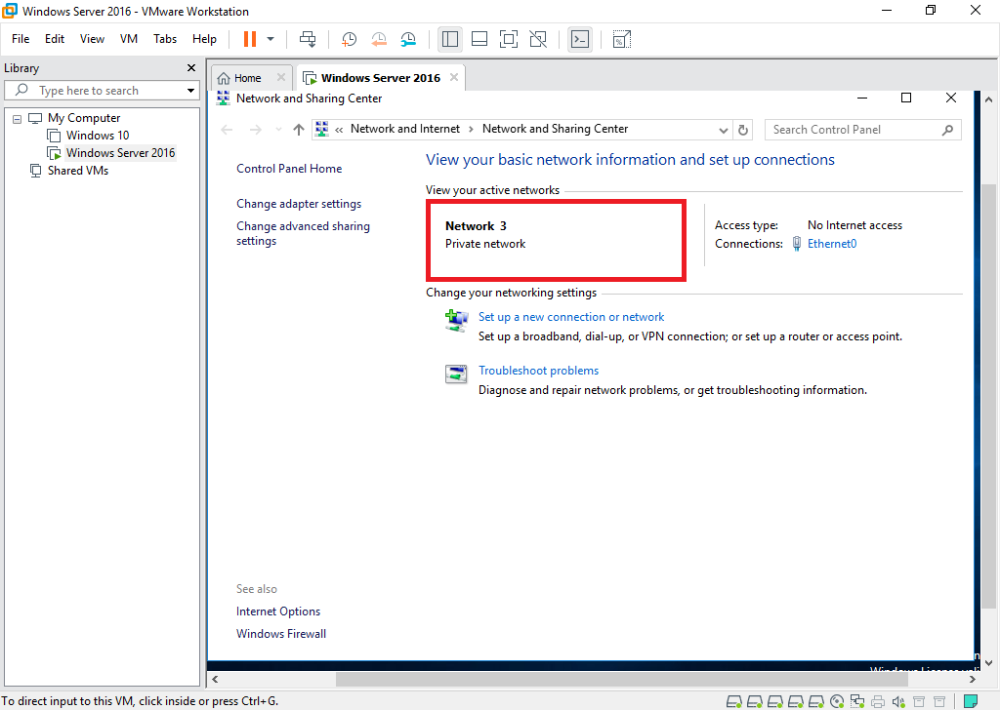 Windows Server 2016 - VMware Workstation
File Edit View VM Tabs Help
Library
Type here to search
My Computer
Windows 10
Windows Server 2016
Shared VMs
Home
Windows Server 2016
Network and Sharing Center
« Network and Internet › Network and Sharing Center
Search Control Panel
Control Panel Home
Change adapter settings
Change advanced sharing
settings
View your basic network information and set up connections
View your active networks
Network 3
Private network
Access type: No Internet access
Connections: Ethernet0
Change your networking settings
Set up a new connection or network
Set up a broadband, dial-up, or VPN connection; or set up a router or access point.
Troubleshoot problems
Diagnose and repair network problems, or get troubleshooting information.
See also
Internet Options
Windows Firewall
To direct input to this VM, click inside or press Ctrl+G.